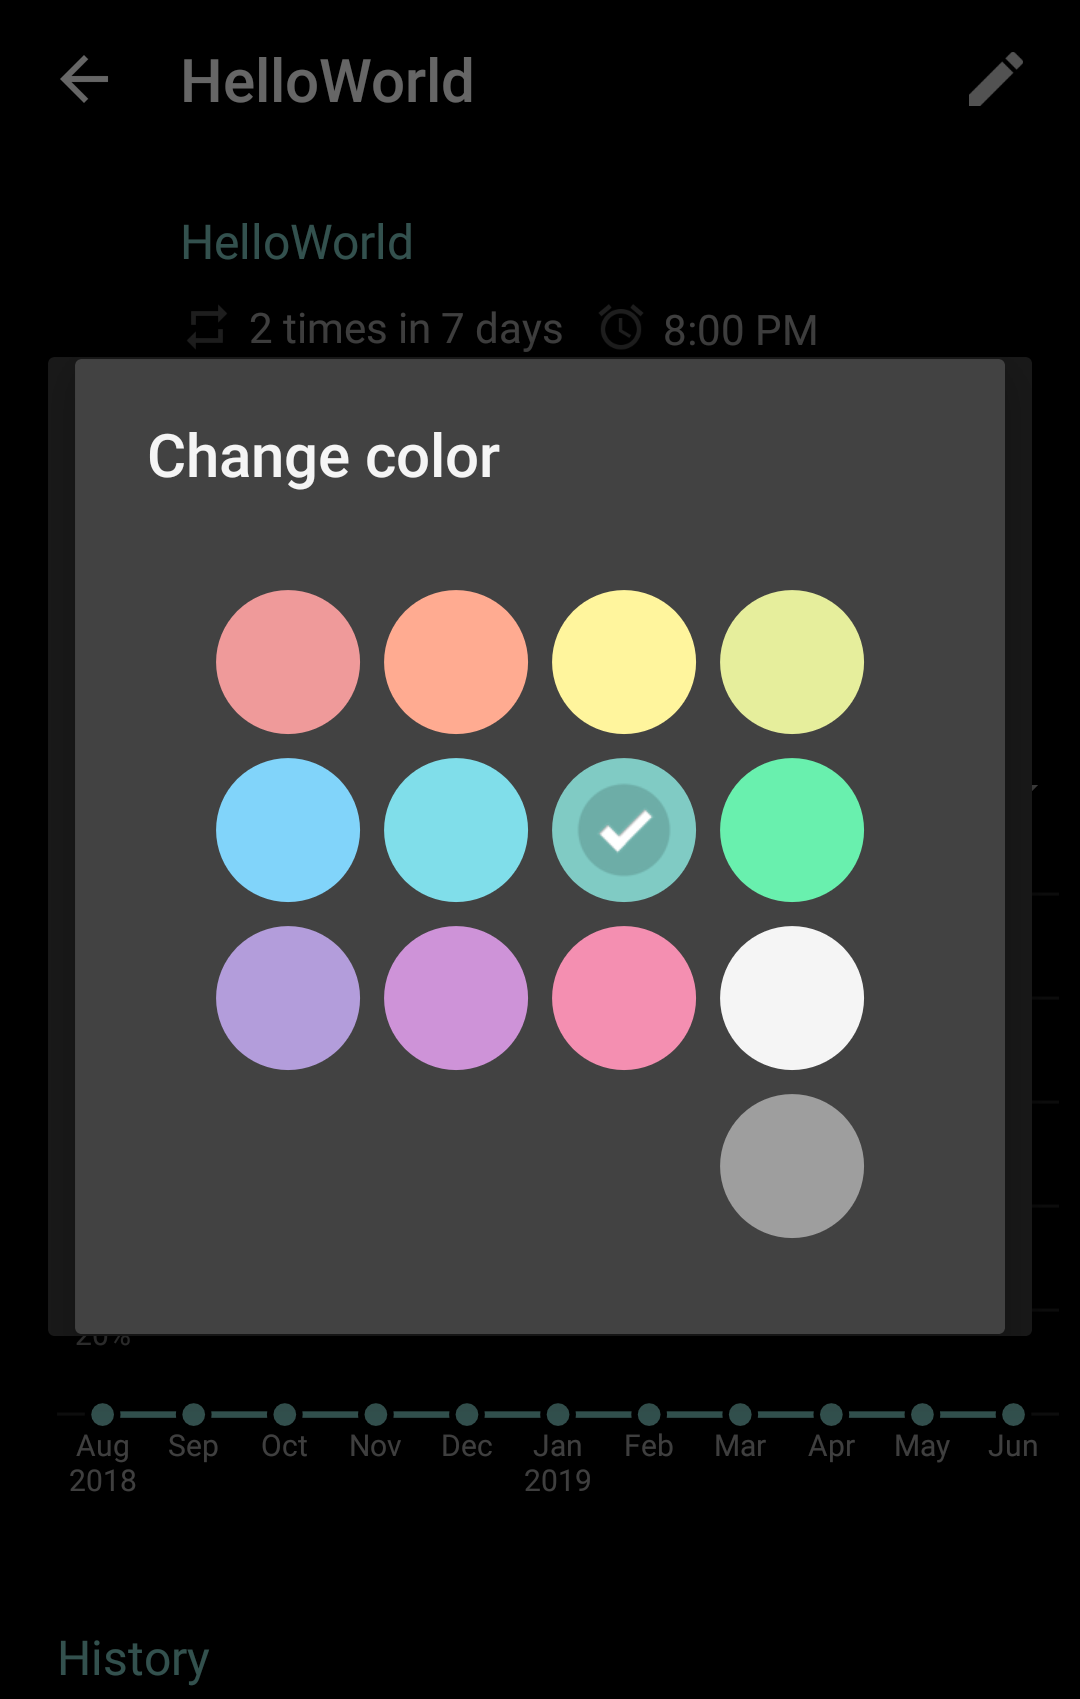 HelloWorld
HelloWorld
2 times in 7 days 8:00 PM
Change color
20%
Aug Sep Oct Nov Dec Jan Feb Mar Apr May Jun
2018 2019
History